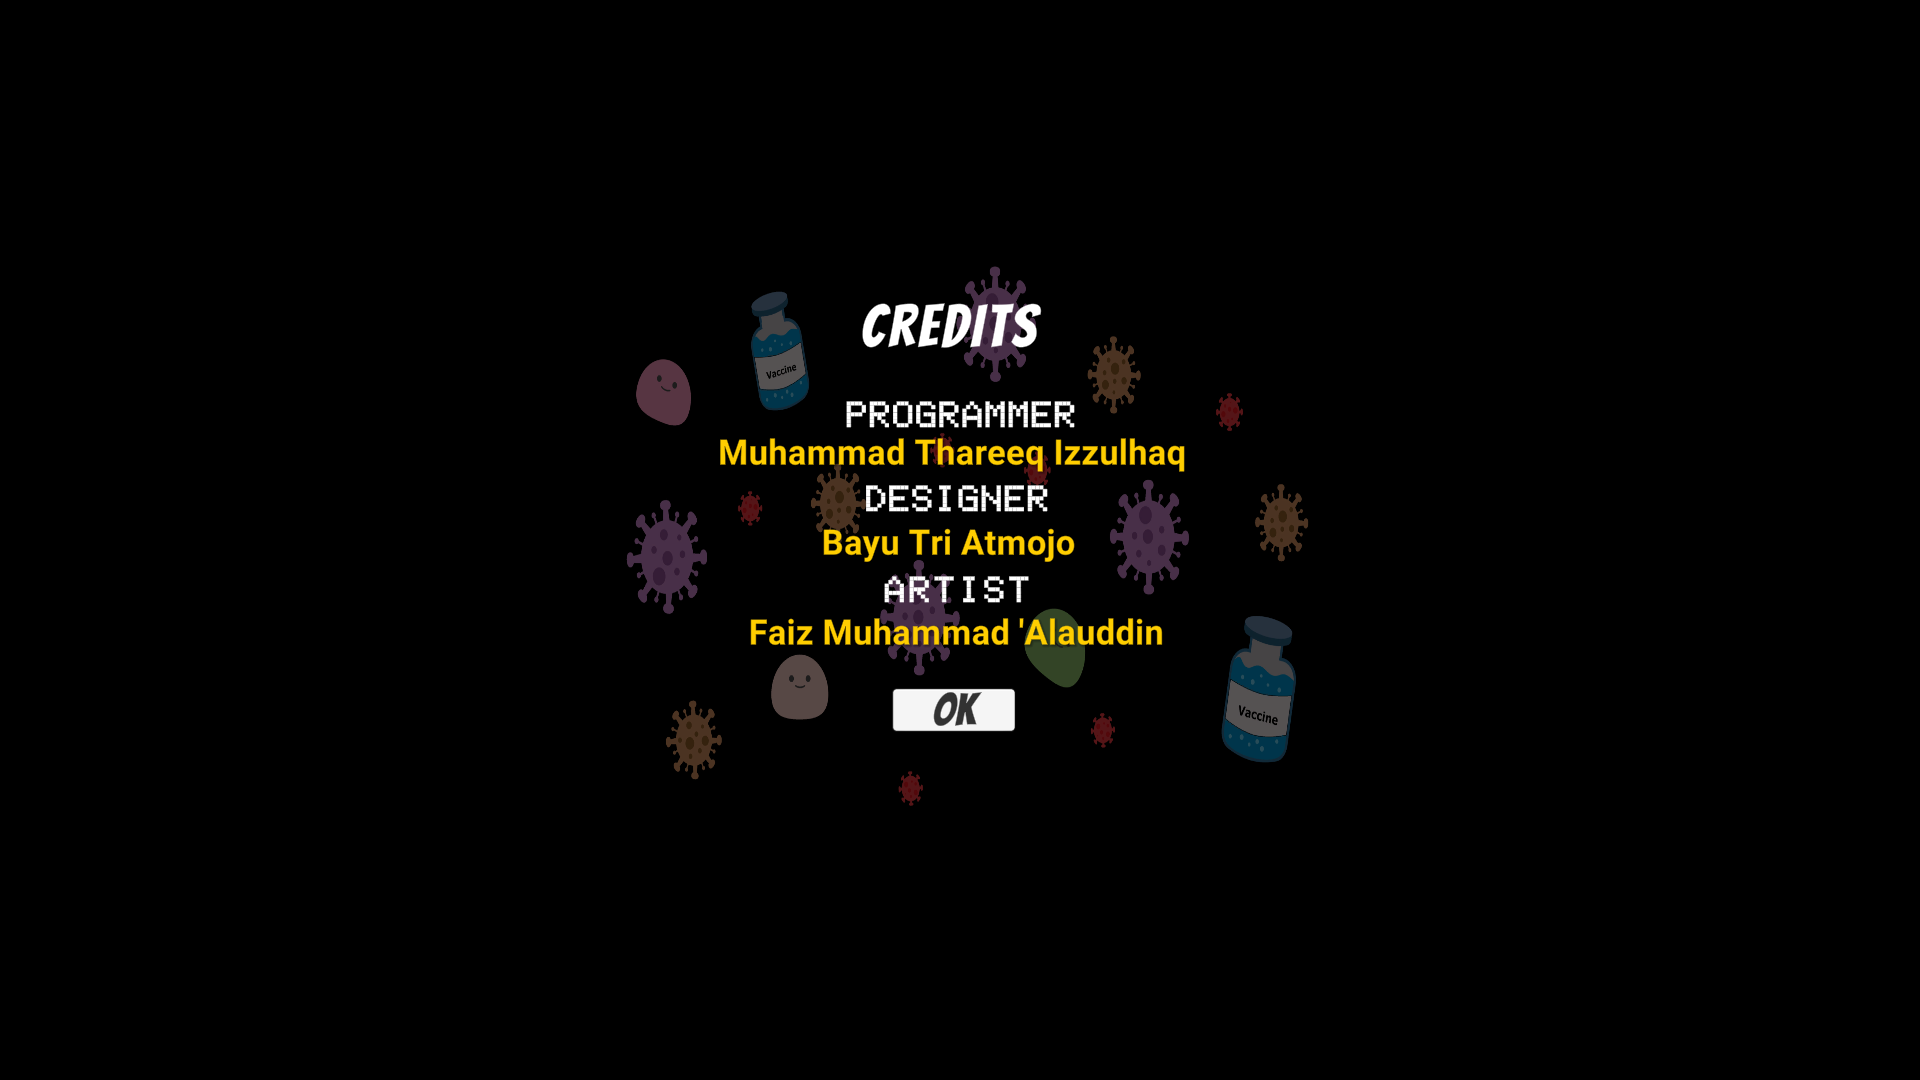 CREDITS
Vaccine
PROGRAMMER
Muhammad Thareeq Izzulhaq
DESIGNER
Bayu Tri Atmojo
ARTIST
Faiz Muhammad 'Alauddin
OK
Vaccine